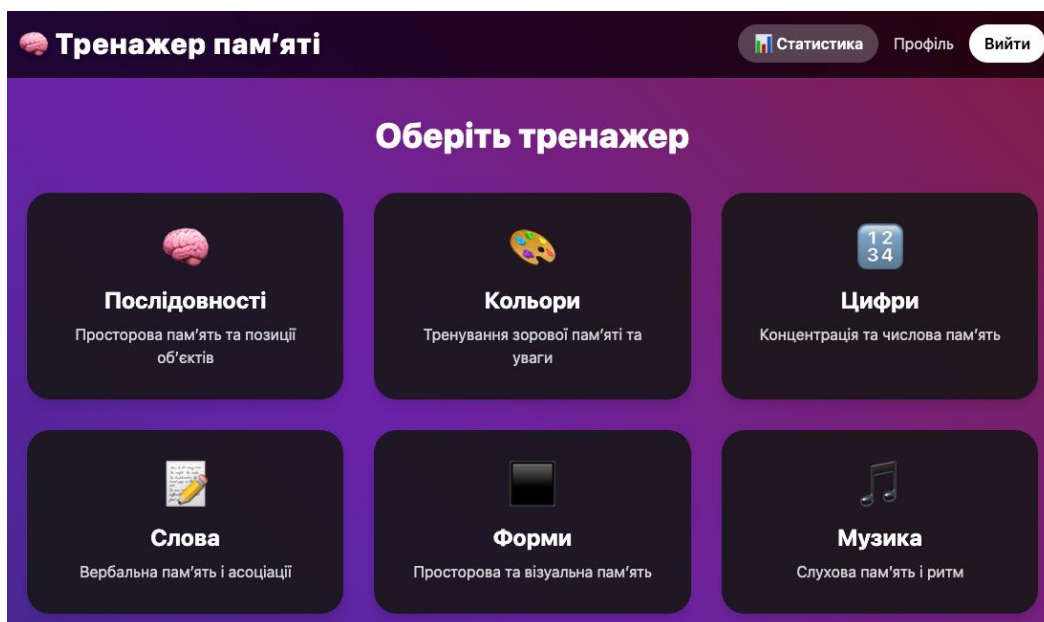 Тренажер пам’яті
Статистика
Профіль
Вийти
Оберіть тренажер
Послідовності
Просторова пам’ять та позиції
об’єктів
Кольори
Тренування зорової пам’яті та
уваги
12
34
Цифри
Концентрація та числова пам’ять
Слова
Вербальна пам’ять і асоціації
Форми
Просторова та візуальна пам’ять
Музика
Слухова пам’ять і ритм